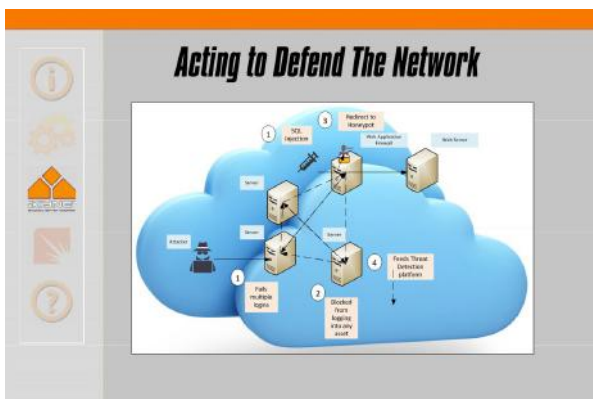 Acting to Defend The Network
1
SQL
Injection
3
Redirect to
Honeypot
Web Application
Firewall
Web Server
Server
Attacker
Server
Server
1
Fails
multiple
logins
2
Blocked
from
logging
into any
asset
4
Feeds Threat
Detection
platform